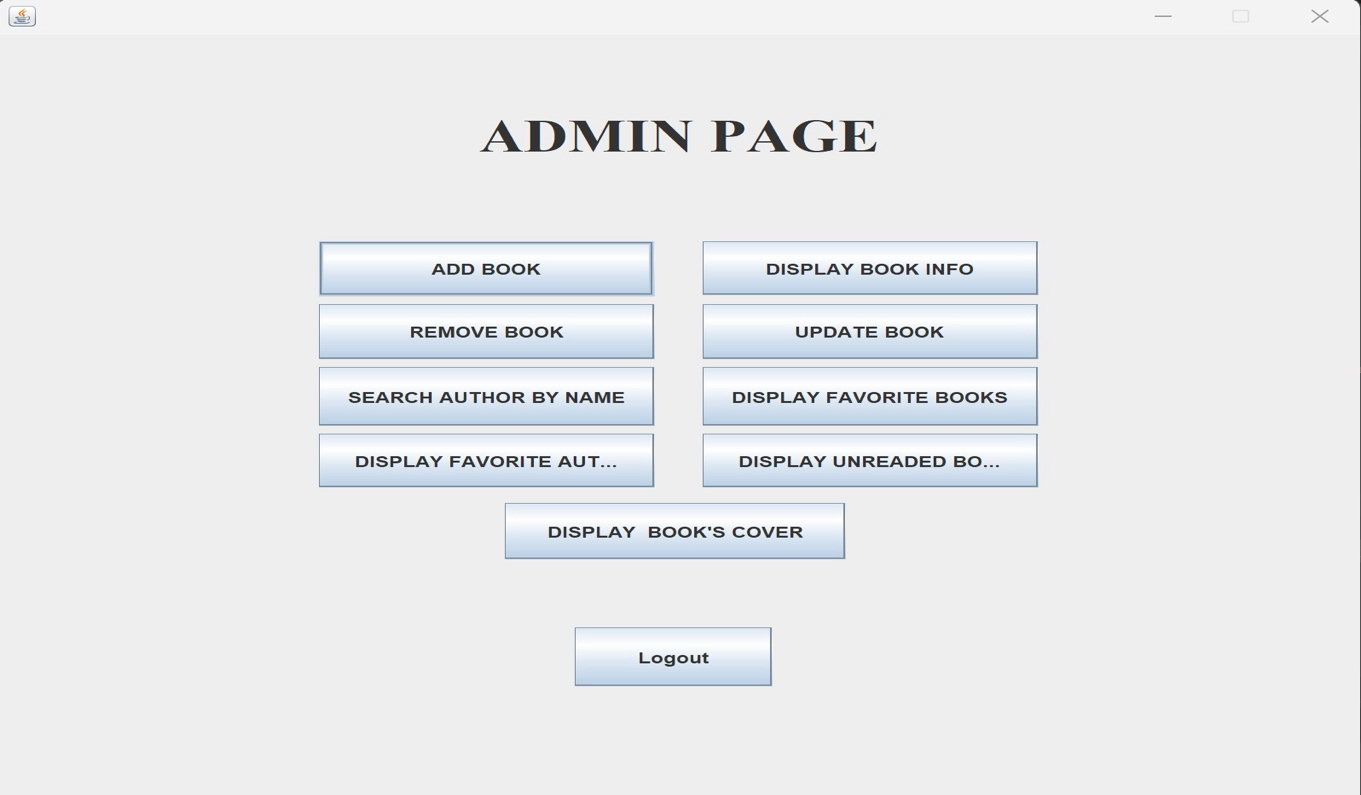 ADMIN PAGE
ADD BOOK
DISPLAY BOOK INFO
REMOVE BOOK
UPDATE BOOK
SEARCH AUTHOR BY NAME
DISPLAY FAVORITE BOOKS
DISPLAY FAVORITE AUT...
DISPLAY UNREADED BO...
DISPLAY  BOOK'S COVER
Logout